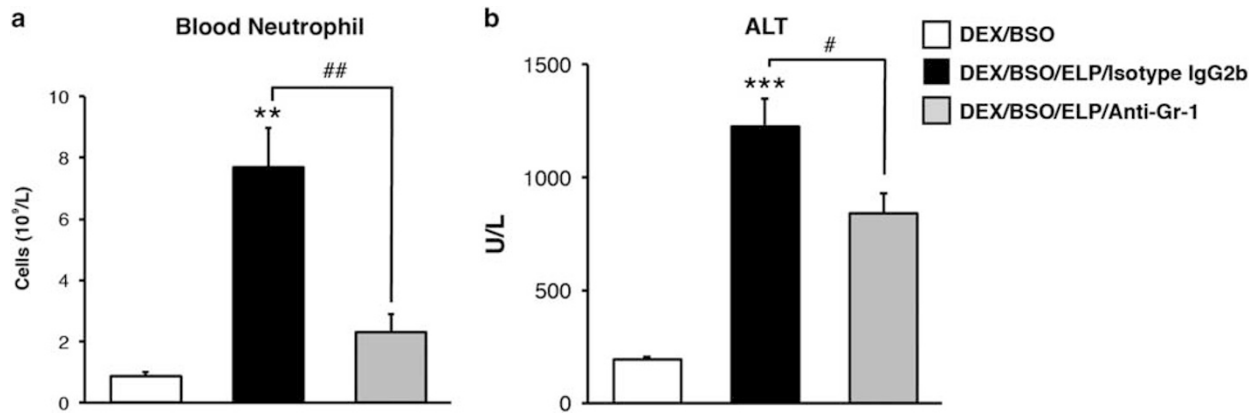 a
Blood Neutrophil
##
**
10
8
6
4
2
0
Cells (10⁹/L)
b
ALT
#
***
1500
1000
500
0
U/L
DEX/BSO
DEX/BSO/ELP/Isotype IgG2b
DEX/BSO/ELP/Anti-Gr-1